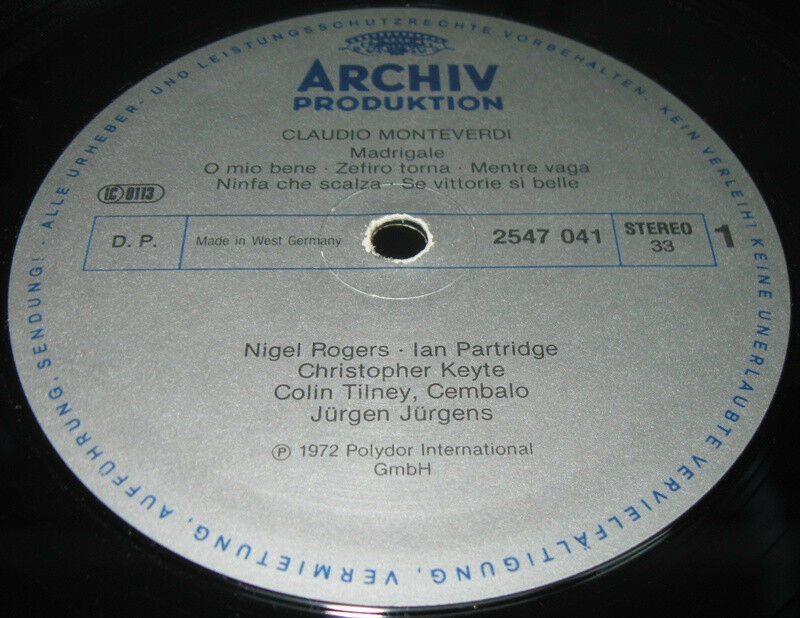 ARCHIV
PRODUKTION
CLAUDIO MONTEVERDI
Madrigale
O mio bene · Zefiro torna · Mentre vaga
Ninfa che scalza · Se vittorie si belle
LC 0113
D. P.
Made in West Germany
2547 041
STEREO
33
1
Nigel Rogers · Ian Partridge
Christopher Keyte
Colin Tilney, Cembalo
Jürgen Jürgens
Ⓟ 1972 Polydor International
GmbH
ALLE URHEBER- UND LEISTUNGSSCHUTZRECHTE VORBEHALTEN. KEIN VERLEIH! KEINE UNERLAUBTE VERVIELFÄLTIGUNG, VERMIETUNG, AUFFÜHRUNG, SENDUNG! ·